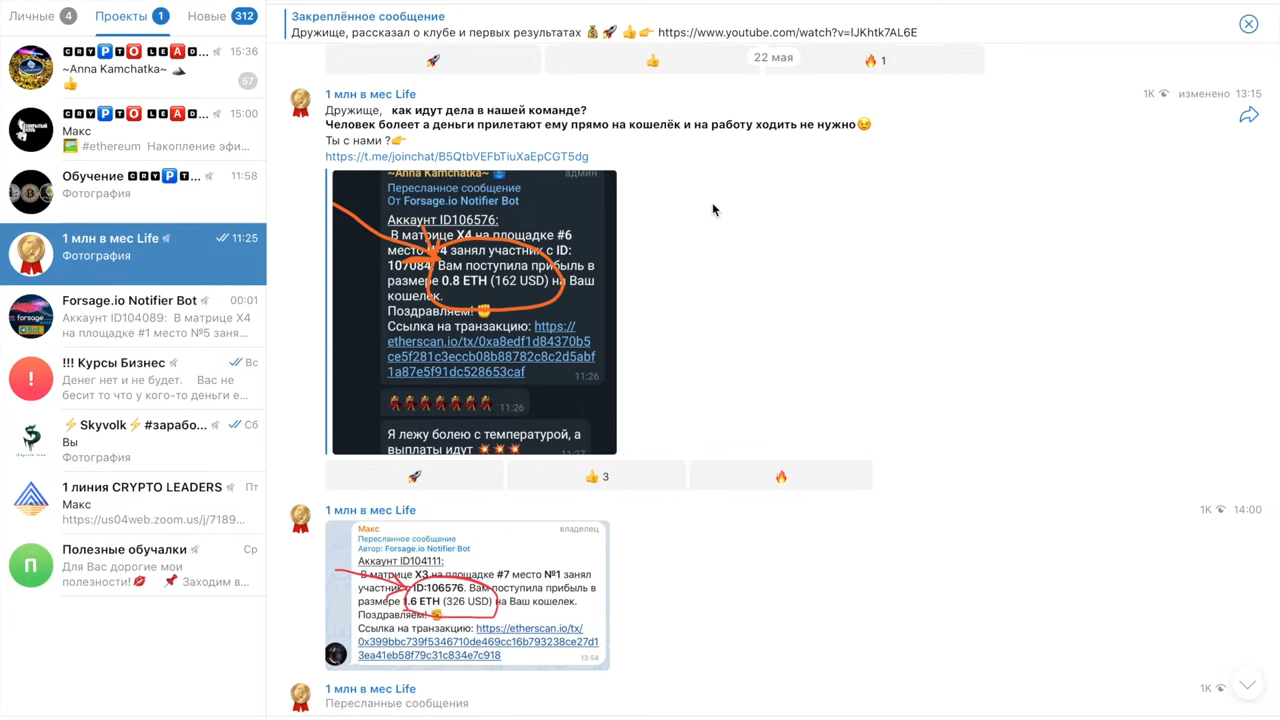 Личные 4 Проекты 1 Новые 312
🅲🆁🆈🅿🆃🅾 🅻🅴🅰🅳... 15:36
~Anna Kamchatka~
👍 57
🅲🆁🆈🅿🆃🅾 🅻🅴🅰🅳... 15:00
Макс
#ethereum Накопление эфи...
Обучение 🅲🆁🆈🅿🆃... 11:58
Фотография
1 млн в мес Life 11:25
Фотография
Forsage.io Notifier Bot 00:01
Аккаунт ID104089: В матрице X4
на площадке #1 место №5 заня...
!!! Курсы Бизнес Вс
Денег нет и не будет. Вас не
бесит то что у кого-то деньги е...
⚡Skyvolk⚡#зарабо... Сб
Вы
Фотография
1 линия CRYPTO LEADERS Пт
Макс
https://us04web.zoom.us/j/7189...
П
Полезные обучалки Ср
Для Вас дорогие мои
полезности!💋 📌 Заходим в...
Закреплённое сообщение
Дружище, рассказал о клубе и первых результатах 💰🚀👍👉 https://www.youtube.com/watch?v=lJKhtk7AL6E
🚀 👍 22 мая 🔥 1
1 млн в мес Life 1K изменено 13:15
Дружище, как идут дела в нашей команде?
Человек болеет а деньги прилетают ему прямо на кошелёк и на работу ходить не нужно😉
Ты с нами ?👉
https://t.me/joinchat/B5QtbVEFbTiuXaEpCGT5dg
~Anna Kamchatka~ админ
Пересланное сообщение
От Forsage.io Notifier Bot
Аккаунт ID106576:
В матрице X4 на площадке #6
место №4 занял участник с ID:
107084. Вам поступила прибыль в
размере 0.8 ETH (162 USD) на Ваш
кошелек.
Поздравляем! ✊
Ссылка на транзакцию: https://
etherscan.io/tx/0xa8edf1d84370b5
ce5f281c3eccb08b88782c8c2d5abf
1a87e5f91dc528653caf 11:26
💃💃💃💃💃💃💃 11:26
Я лежу болею с температурой, а
выплаты идут 💥💥💥 11:27
🚀 👍 3 🔥
1 млн в мес Life 1K 14:00
Макс владелец
Пересланное сообщение
Автор: Forsage.io Notifier Bot
Аккаунт ID104111:
В матрице X3 на площадке #7 место №1 занял
участник с ID:106576. Вам поступила прибыль в
размере 1.6 ETH (326 USD) на Ваш кошелек.
Поздравляем! ✊
Ссылка на транзакцию: https://etherscan.io/tx/
0x399bbc739f5346710de469cc16b793238ce27d1
3ea41eb58f79c31c834e7c918 13:54
1 млн в мес Life 1K
Пересланные сообщения